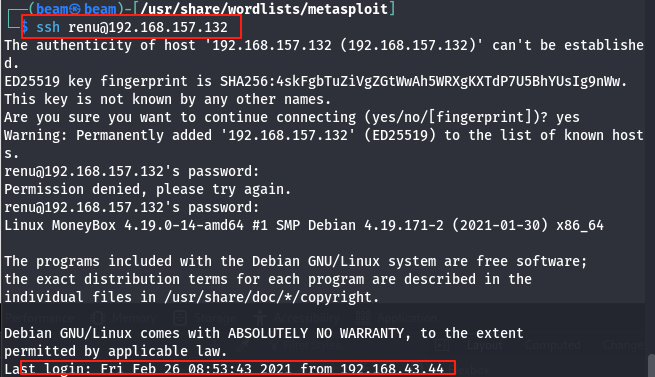 ┌──(beam㉿beam)-[/usr/share/wordlists/metasploit]
└─$ ssh renu@192.168.157.132
The authenticity of host '192.168.157.132 (192.168.157.132)' can't be establishe
d.
ED25519 key fingerprint is SHA256:4skFgbTuZiVgZGtWwAh5WRXgKXTdP7U5BhYUsIg9nWw.
This key is not known by any other names.
Are you sure you want to continue connecting (yes/no/[fingerprint])? yes
Warning: Permanently added '192.168.157.132' (ED25519) to the list of known host
s.
renu@192.168.157.132's password:
Permission denied, please try again.
renu@192.168.157.132's password:
Linux MoneyBox 4.19.0-14-amd64 #1 SMP Debian 4.19.171-2 (2021-01-30) x86_64
The programs included with the Debian GNU/Linux system are free software;
the exact distribution terms for each program are described in the
individual files in /usr/share/doc/*/copyright.
Debian GNU/Linux comes with ABSOLUTELY NO WARRANTY, to the extent
permitted by applicable law.
Last login: Fri Feb 26 08:53:43 2021 from 192.168.43.44